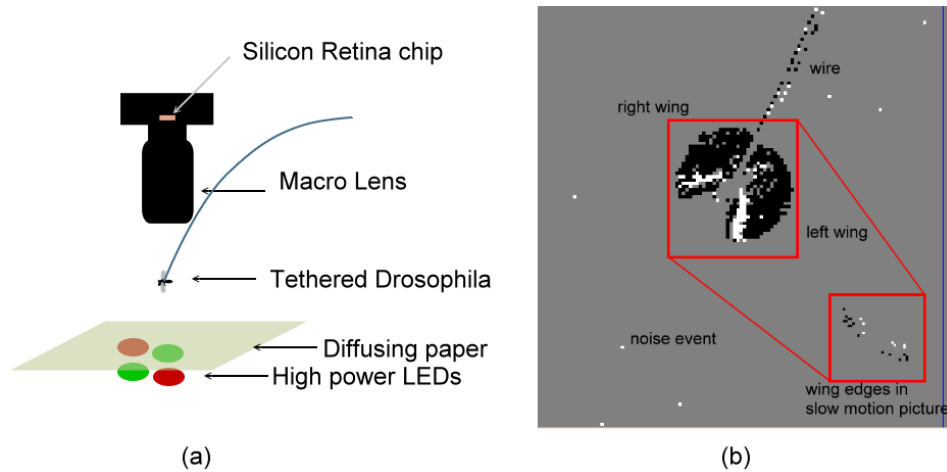 Silicon Retina chip
Macro Lens
Tethered Drosophila
Diffusing paper
High power LEDs
(a)
wire
right wing
left wing
noise event
wing edges in
slow motion picture
(b)